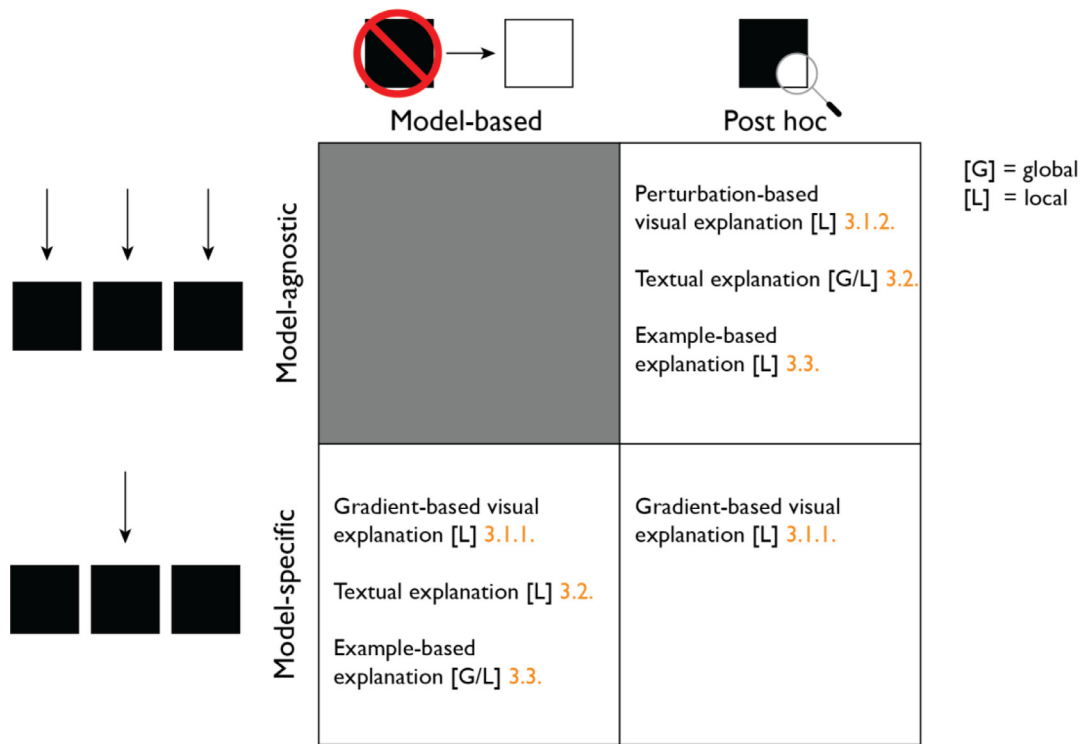 Model-based
Post hoc
[G] = global
[L] = local
Model-agnostic
Perturbation-based
visual explanation [L] 3.1.2.
Textual explanation [G/L] 3.2.
Example-based
explanation [L] 3.3.
Model-specific
Gradient-based visual
explanation [L] 3.1.1.
Textual explanation [L] 3.2.
Example-based
explanation [G/L] 3.3.
Gradient-based visual
explanation [L] 3.1.1.